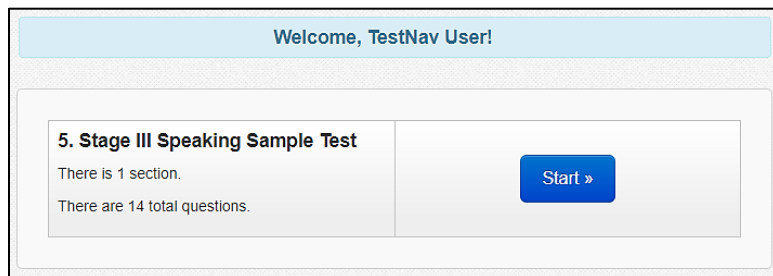 Welcome, TestNav User!
5. Stage III Speaking Sample Test
There is 1 section.
There are 14 total questions.
Start »